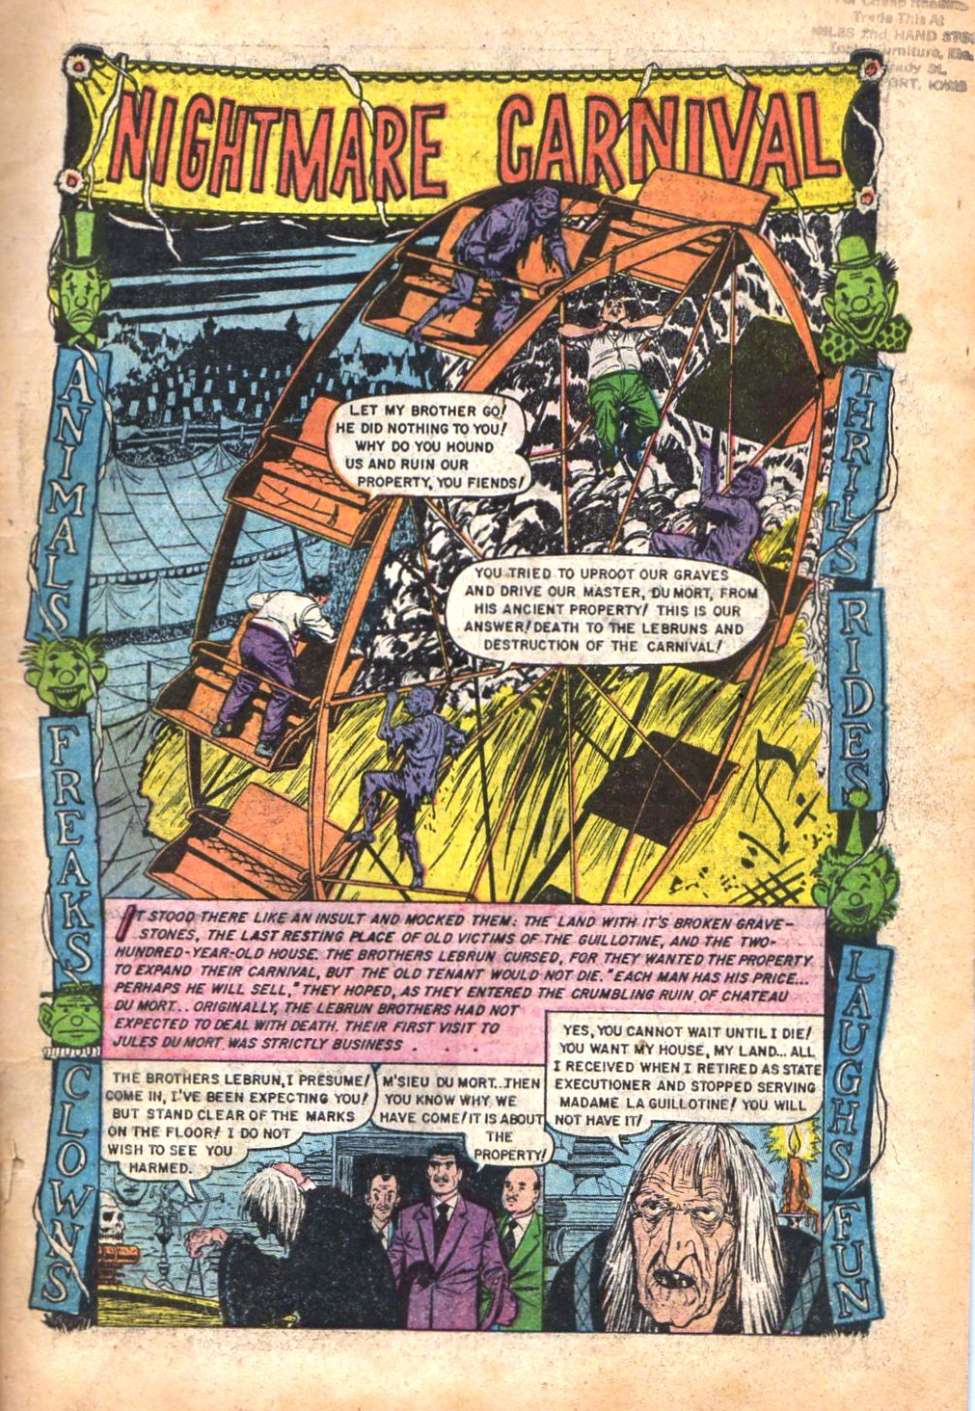 Trade This At
NIGHTMARE CARNIVAL
ANIMALS
FREAKS
CLOWNS
THRILLS
RIDES
LAUGHS
FUN
LET MY BROTHER GO!
HE DID NOTHING TO YOU!
WHY DO YOU HOUND
US AND RUIN OUR
PROPERTY, YOU FIENDS!
YOU TRIED TO UPROOT OUR GRAVES
AND DRIVE OUR MASTER, DU MORT, FROM
HIS ANCIENT PROPERTY! THIS IS OUR
ANSWER! DEATH TO THE LEBRUNS AND
DESTRUCTION OF THE CARNIVAL!
IT STOOD THERE LIKE AN INSULT AND MOCKED THEM: THE LAND WITH IT'S BROKEN GRAVE-
STONES, THE LAST RESTING PLACE OF OLD VICTIMS OF THE GUILLOTINE, AND THE TWO-
HUNDRED-YEAR-OLD HOUSE. THE BROTHERS LEBRUN CURSED, FOR THEY WANTED THE PROPERTY
TO EXPAND THEIR CARNIVAL, BUT THE OLD TENANT WOULD NOT DIE. "EACH MAN HAS HIS PRICE...
PERHAPS HE WILL SELL," THEY HOPED, AS THEY ENTERED THE CRUMBLING RUIN OF CHATEAU
DU MORT... ORIGINALLY, THE LEBRUN BROTHERS HAD NOT
EXPECTED TO DEAL WITH DEATH. THEIR FIRST VISIT TO
JULES DU MORT WAS STRICTLY BUSINESS . . . .
THE BROTHERS LEBRUN, I PRESUME!
COME IN, I'VE BEEN EXPECTING YOU!
BUT STAND CLEAR OF THE MARKS
ON THE FLOOR! I DO NOT
WISH TO SEE YOU
HARMED.
M'SIEU DU MORT...THEN
YOU KNOW WHY WE
HAVE COME! IT IS ABOUT
THE
PROPERTY!
YES, YOU CANNOT WAIT UNTIL I DIE!
YOU WANT MY HOUSE, MY LAND... ALL
I RECEIVED WHEN I RETIRED AS STATE
EXECUTIONER AND STOPPED SERVING
MADAME LA GUILLOTINE! YOU WILL
NOT HAVE IT!